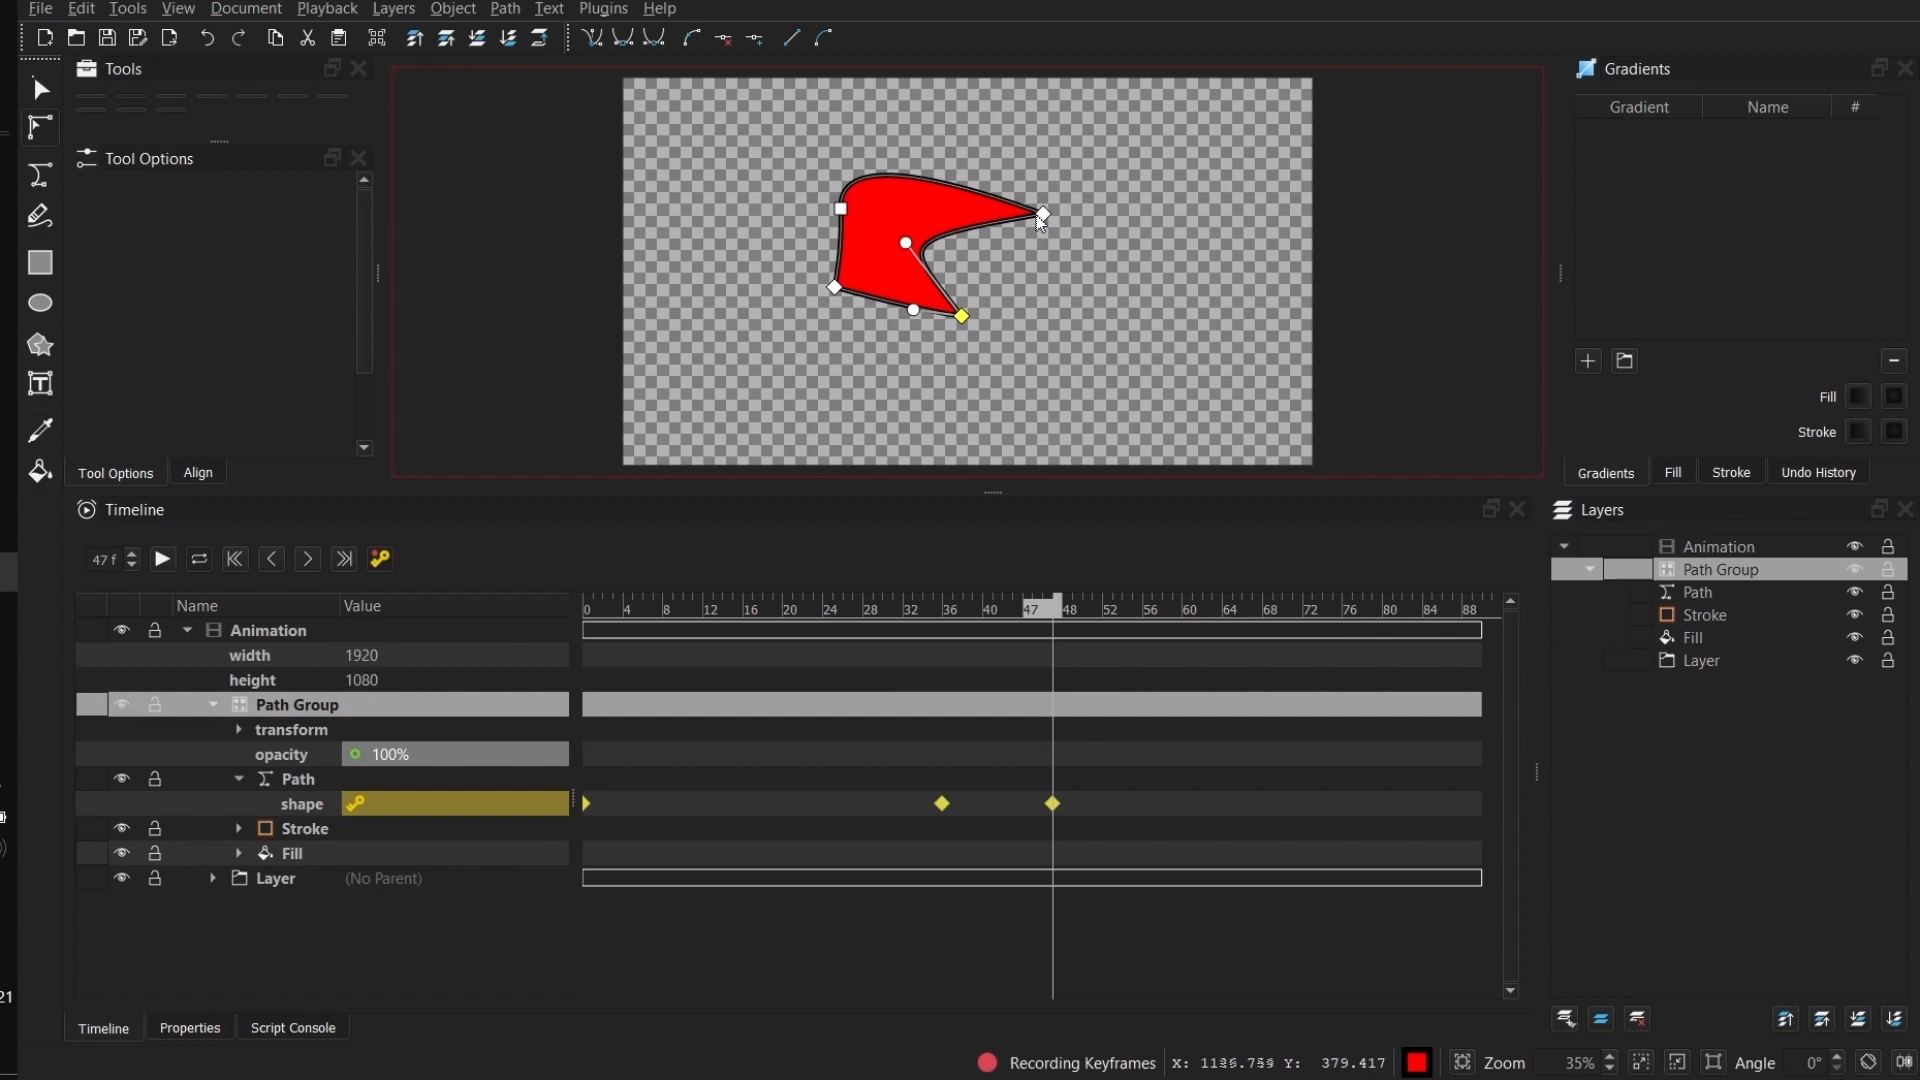 File Edit Tools View Document Playback Layers Object Path Text Plugins Help
Tools
Tool Options
Tool Options Align
Gradients
Gradient Name #
Fill
Stroke
Gradients Fill Stroke Undo History
Timeline
47 f
Name Value
0 4 8 12 16 20 24 28 32 36 40 47 48 52 56 60 64 68 72 76 80 84 88
Animation
width 1920
height 1080
Path Group
transform
opacity 100%
Path
shape
Stroke
Fill
Layer (No Parent)
Layers
Animation
Path Group
Path
Stroke
Fill
Layer
21
Timeline Properties Script Console
Recording Keyframes X: Y: 379.417 Zoom 35% Angle 0°